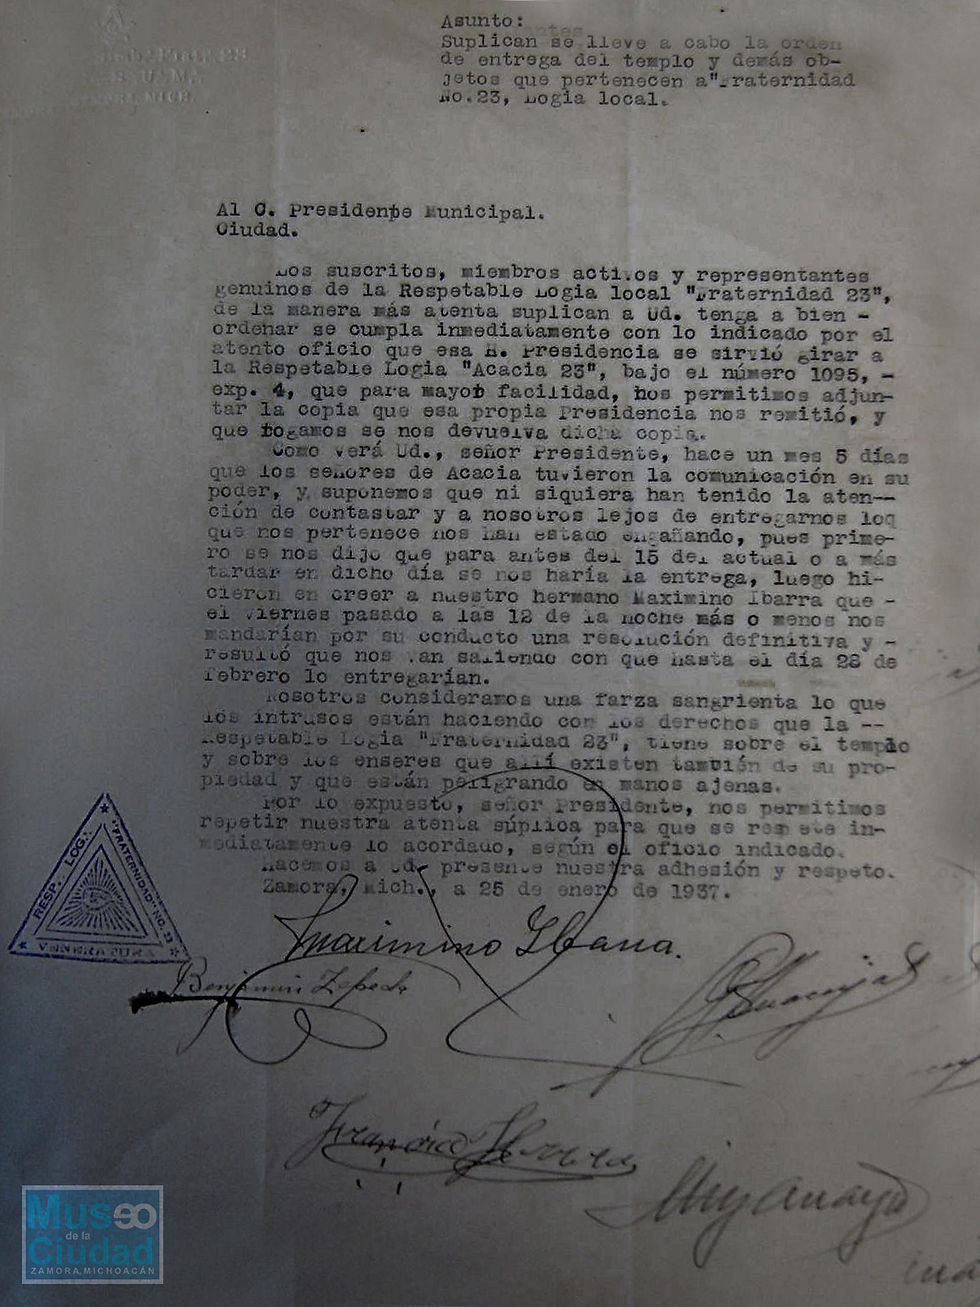 Asunto:
Suplican se lleve a cabo la orden
de entrega del templo y demás ob-
jetos que pertenecen a "Fraternidad
No.23, Logia local.
Al C. Presidente Municipal.
Ciudad.
Los suscritos, miembros activos y representantes
genuinos de la Respetable Logia local "Fraternidad 23",
de la manera más atenta suplican a Ud. tenga a bien -
ordenar se cumpla inmediatamente con lo indicado por el
atento oficio que esa H. Presidencia se sirvió girar a
la Respetable Logia "Acacia 23", bajo el número 1095, -
exp. 4, que para mayor facilidad, nos permitimos adjun-
tar la copia que esa propia Presidencia nos remitió, y
que rogamos se nos devuelva dicha copia.
Como verá Ud., señor Presidente, hace un mes 5 días
que los señores de Acacia tuvieron la comunicación en su
poder, y suponemos que ni siquiera han tenido la aten--
ción de contastar y a nosotros lejos de entregarnos loq
que nos pertenece nos han estado engañando, pues prime-
ro se nos dijo que para antes del 15 del actual o a más
tardar en dicho día se nos haría la entrega, luego hi-
cieron en creer a nuestro hermano Maximino Ibarra que -
el viernes pasado a las 12 de la noche más o menos nos
mandarían por su conducto una resolución definitiva y -
resultó que nos van saliendo con que hasta el día 28 de
febrero lo entregarían.
Nosotros consideramos una farza sangrienta lo que
los intrusos están haciendo con los derechos que la --
Respetable Logia "Fraternidad 23", tiene sobre el templo
y sobre los enseres que allí existen también de su pro-
piedad y que están peligrando en manos ajenas.
Por lo expuesto, señor Presidente, nos permitimos
repetir nuestra atenta súplica para que se respete in-
mediatamente lo acordado, según el oficio indicado.
Hacemos a Ud. presente nuestra adhesión y respeto.
Zamora, Mich., a 25 de enero de 1937.
RESP. LOG. "FRATERNIDAD" NO. 23
VENERATURA
Maximino Ibarra.
Benjamin Zepeda
Francisco Herrera
Anaya
Museo
de la
Ciudad
ZAMORA, MICHOACÁN